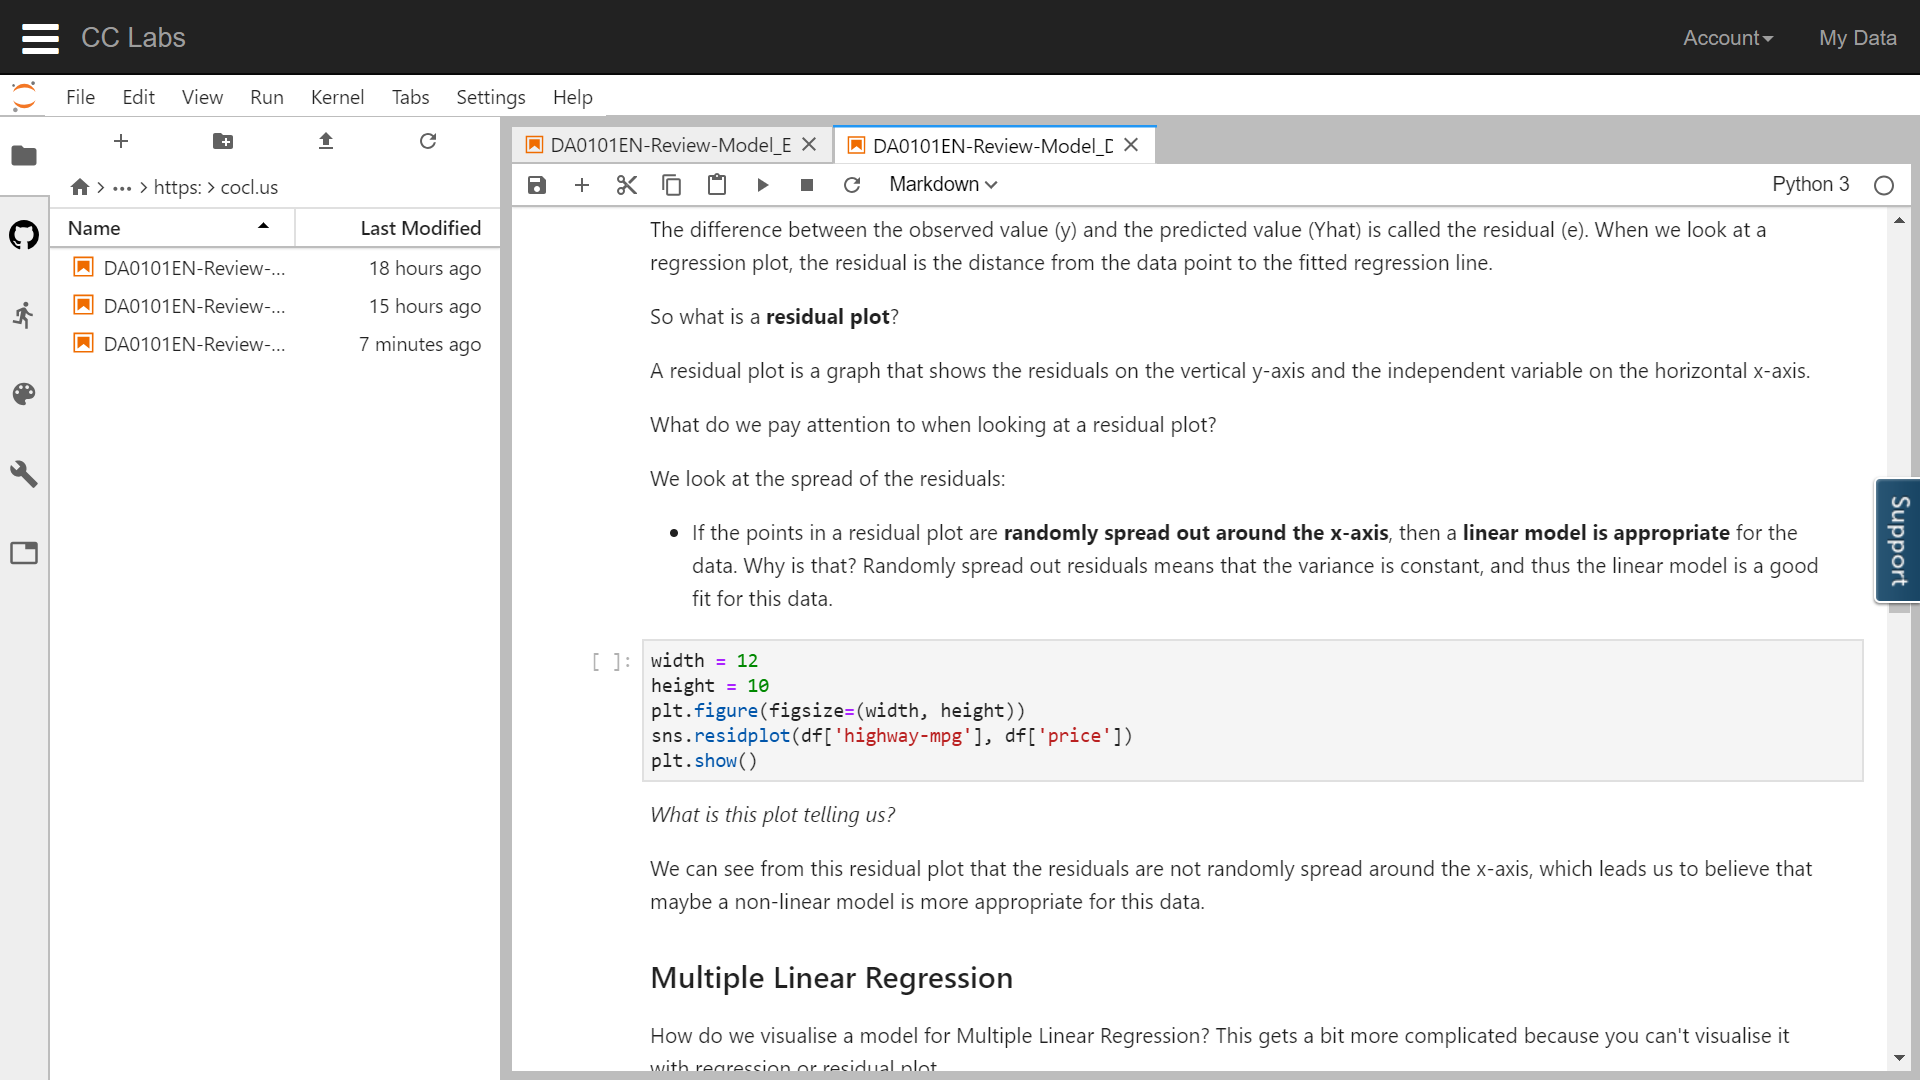 CC Labs
Account
My Data
File Edit View Run Kernel Tabs Settings Help
DA0101EN-Review-Model_E
DA0101EN-Review-Model_D
… https: cocl.us
Markdown
Python 3
Name Last Modified
DA0101EN-Review-... 18 hours ago
DA0101EN-Review-... 15 hours ago
DA0101EN-Review-... 7 minutes ago
The difference between the observed value (y) and the predicted value (Yhat) is called the residual (e). When we look at a
regression plot, the residual is the distance from the data point to the fitted regression line.
So what is a residual plot?
A residual plot is a graph that shows the residuals on the vertical y-axis and the independent variable on the horizontal x-axis.
What do we pay attention to when looking at a residual plot?
We look at the spread of the residuals:
• If the points in a residual plot are randomly spread out around the x-axis, then a linear model is appropriate for the
data. Why is that? Randomly spread out residuals means that the variance is constant, and thus the linear model is a good
fit for this data.
[ ]:
width = 12
height = 10
plt.figure(figsize=(width, height))
sns.residplot(df['highway-mpg'], df['price'])
plt.show()
What is this plot telling us?
We can see from this residual plot that the residuals are not randomly spread around the x-axis, which leads us to believe that
maybe a non-linear model is more appropriate for this data.
Multiple Linear Regression
How do we visualise a model for Multiple Linear Regression? This gets a bit more complicated because you can't visualise it
with regression or residual plot.
Support